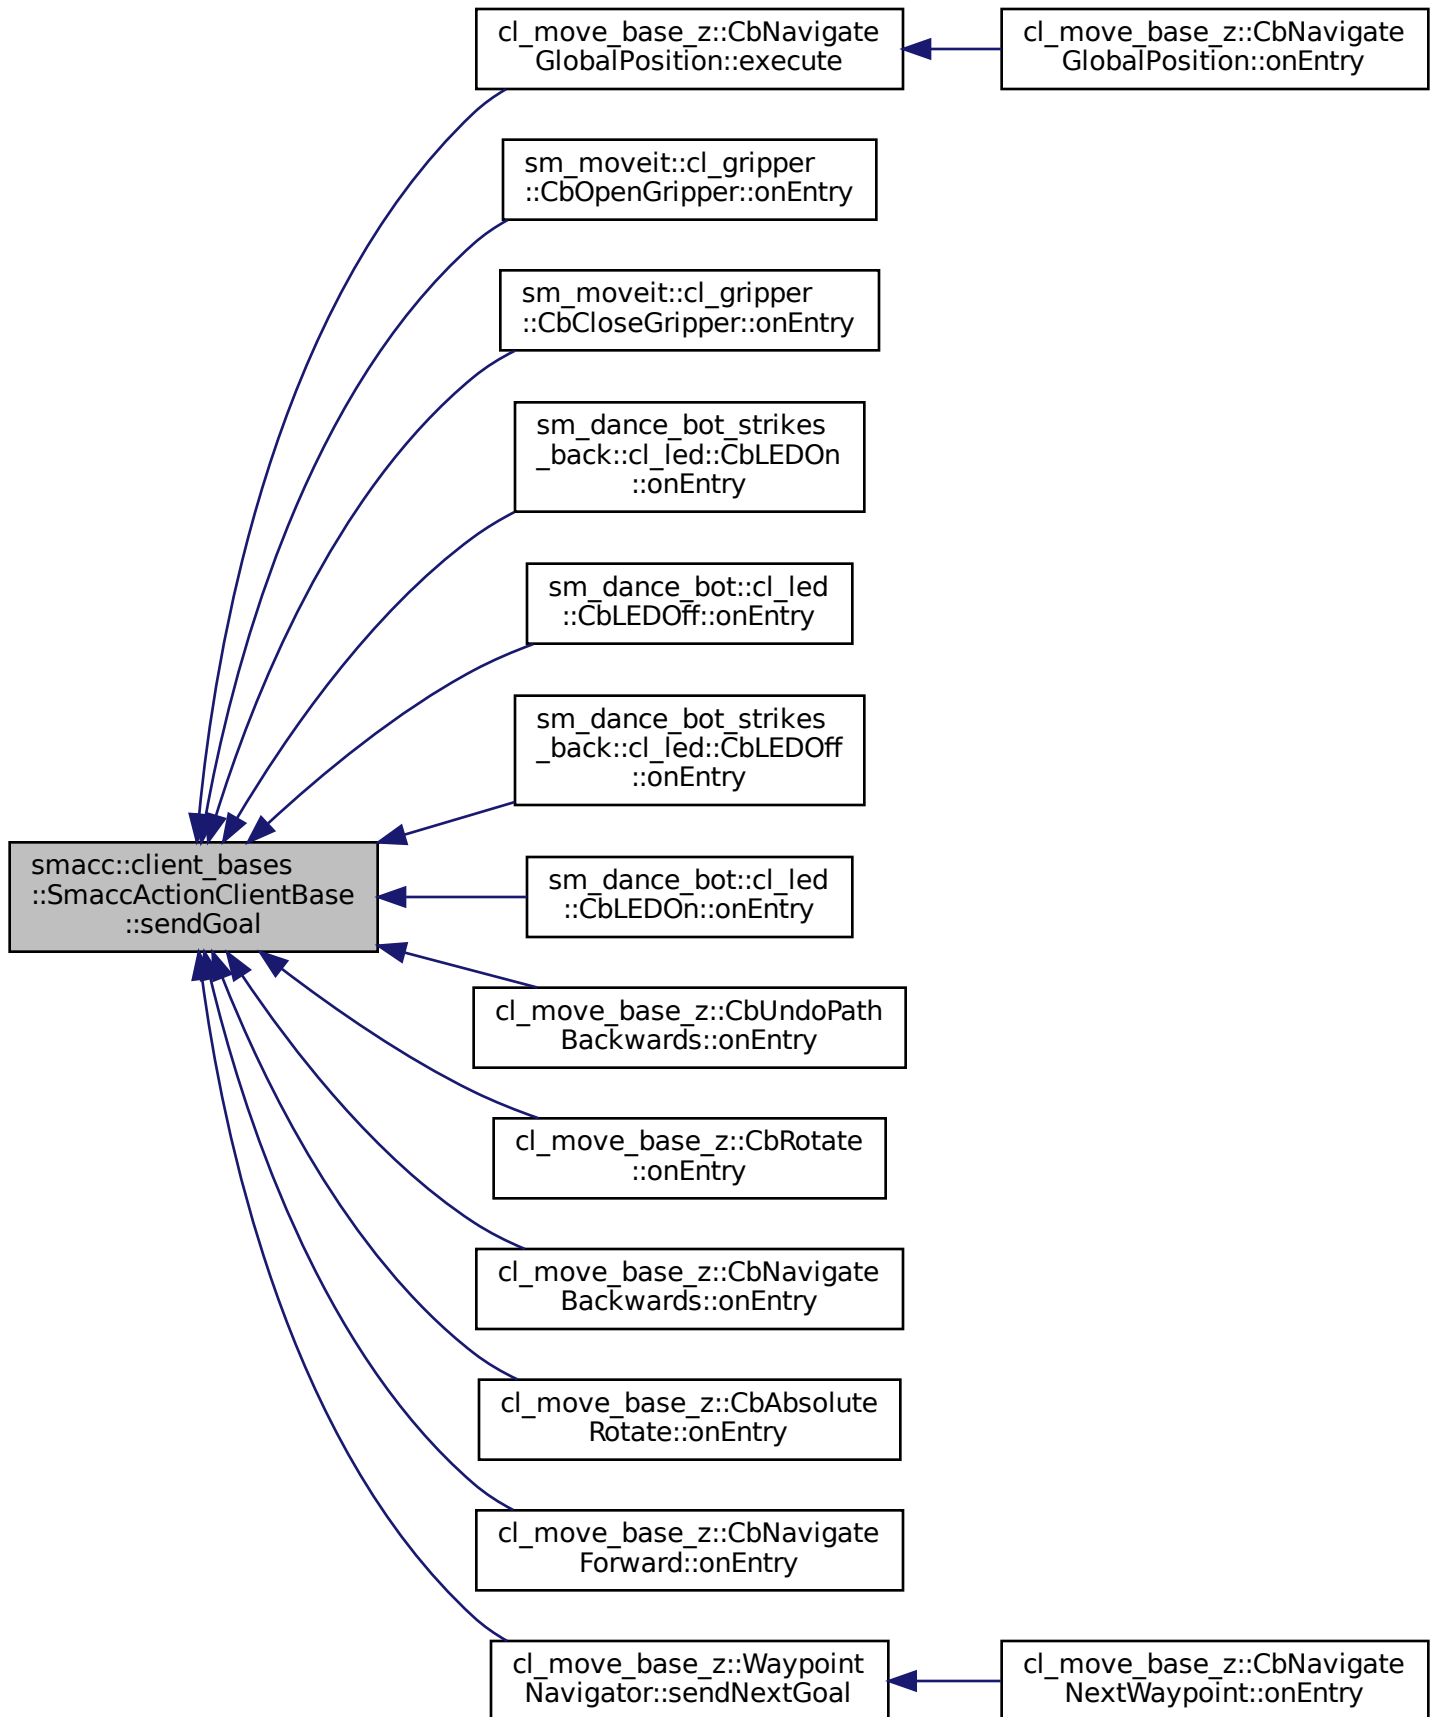 cl_move_base_z::CbNavigate
GlobalPosition::execute
cl_move_base_z::CbNavigate
GlobalPosition::onEntry
sm_moveit::cl_gripper
::CbOpenGripper::onEntry
sm_moveit::cl_gripper
::CbCloseGripper::onEntry
sm_dance_bot_strikes
_back::cl_led::CbLEDOn
::onEntry
sm_dance_bot::cl_led
::CbLEDOff::onEntry
sm_dance_bot_strikes
_back::cl_led::CbLEDOff
::onEntry
smacc::client_bases
::SmaccActionClientBase
::sendGoal
sm_dance_bot::cl_led
::CbLEDOn::onEntry
cl_move_base_z::CbUndoPath
Backwards::onEntry
cl_move_base_z::CbRotate
::onEntry
cl_move_base_z::CbNavigate
Backwards::onEntry
cl_move_base_z::CbAbsolute
Rotate::onEntry
cl_move_base_z::CbNavigate
Forward::onEntry
cl_move_base_z::Waypoint
Navigator::sendNextGoal
cl_move_base_z::CbNavigate
NextWaypoint::onEntry